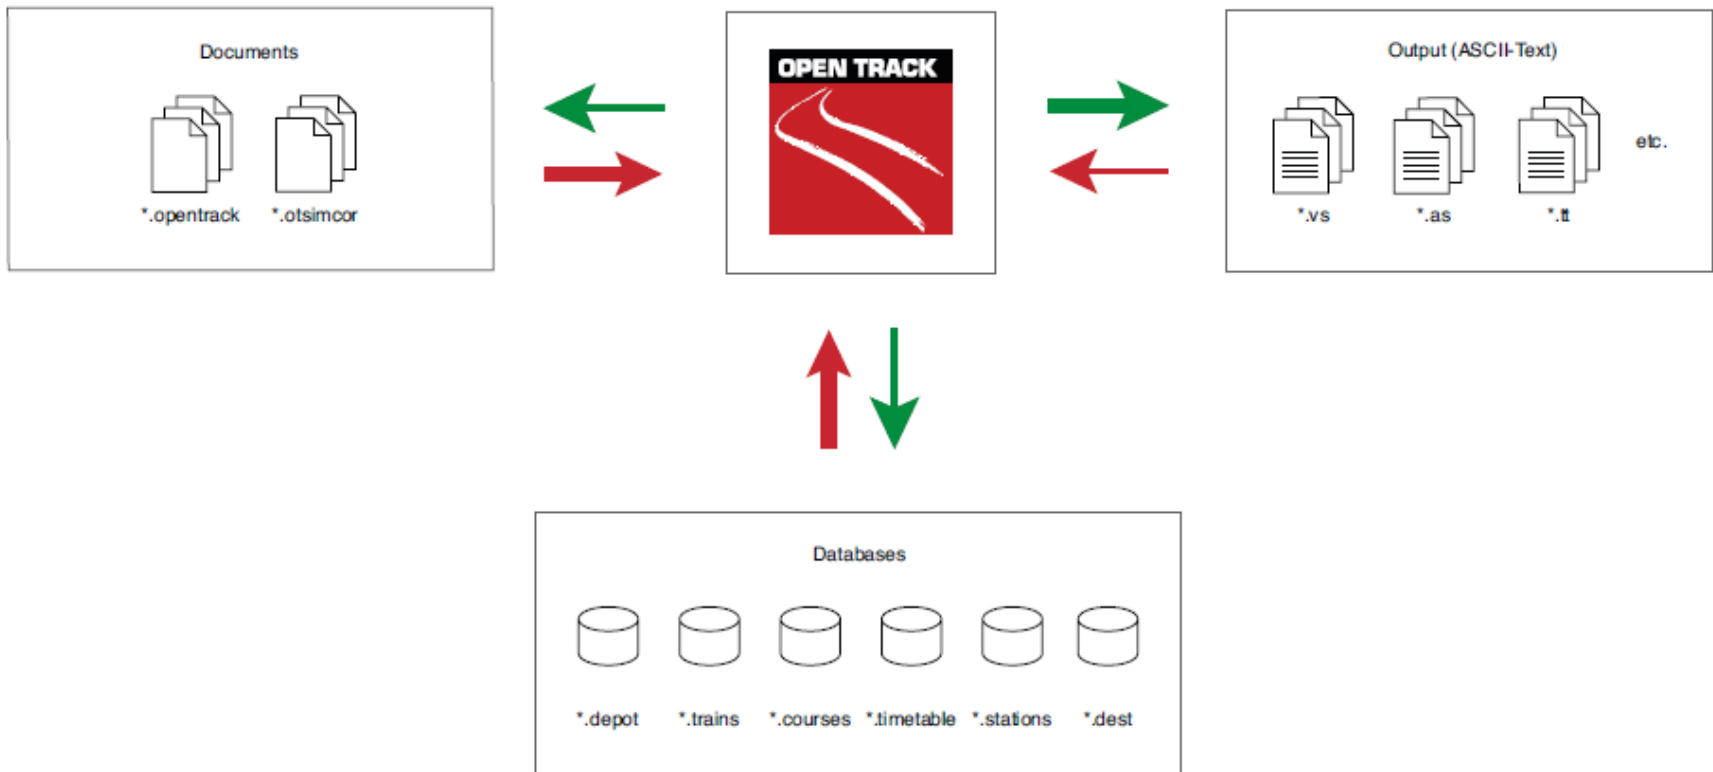 Documents
*.opentrack *.otsimcor
OPEN TRACK
Output (ASCII-Text)
etc.
*.vs *.as *.tt
Databases
*.depot *.trains *.courses *.timetable *.stations *.dest